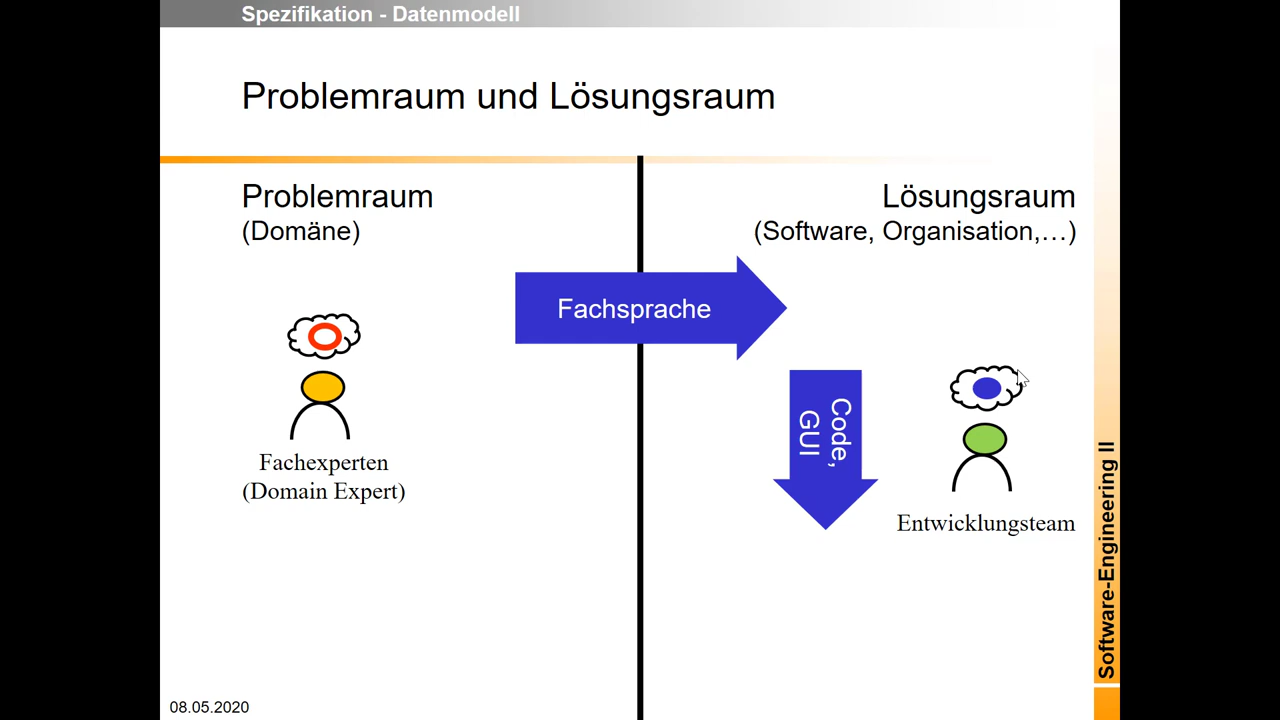 Spezifikation - Datenmodell
Problemraum und Lösungsraum
Problemraum
(Domäne)
Lösungsraum
(Software, Organisation,…)
Fachsprache
Code,
GUI
Fachexperten
(Domain Expert)
Entwicklungsteam
Software-Engineering II
08.05.2020